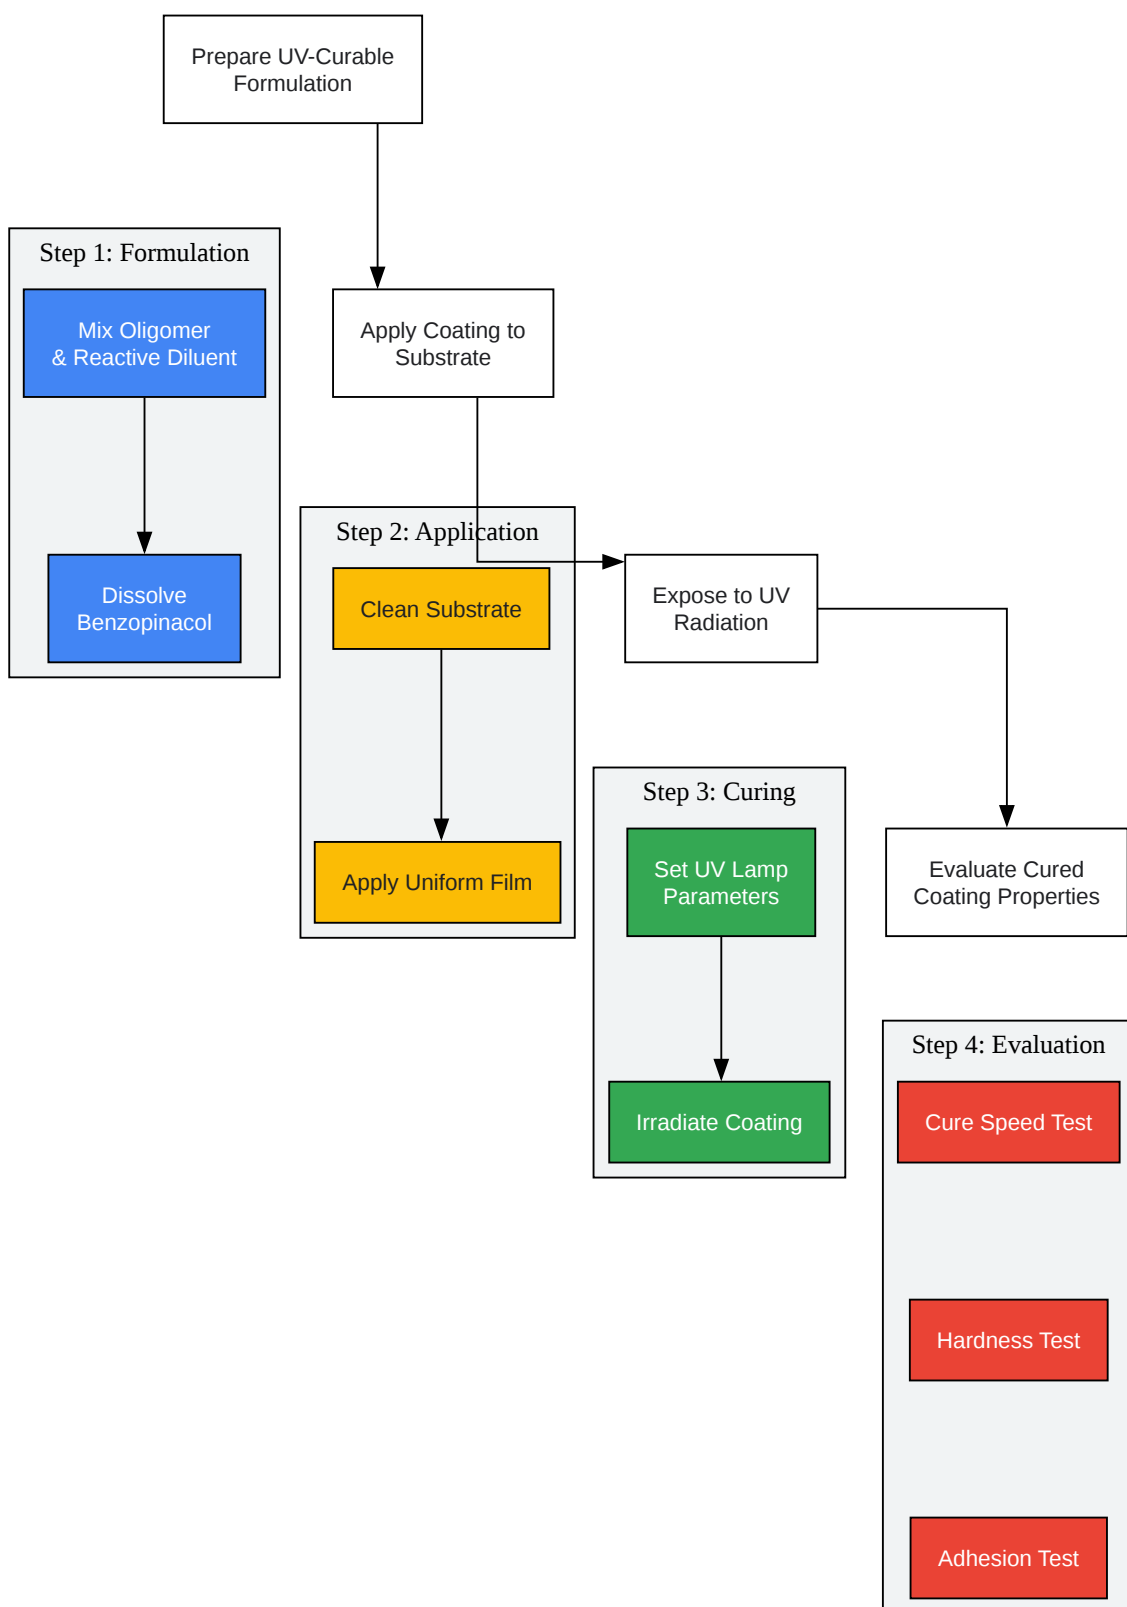 Prepare UV-Curable
Formulation
Step 1: Formulation
Mix Oligomer
& Reactive Diluent
Dissolve
Benzopinacol
Apply Coating to
Substrate
Step 2: Application
Clean Substrate
Apply Uniform Film
Expose to UV
Radiation
Step 3: Curing
Set UV Lamp
Parameters
Irradiate Coating
Evaluate Cured
Coating Properties
Step 4: Evaluation
Cure Speed Test
Hardness Test
Adhesion Test